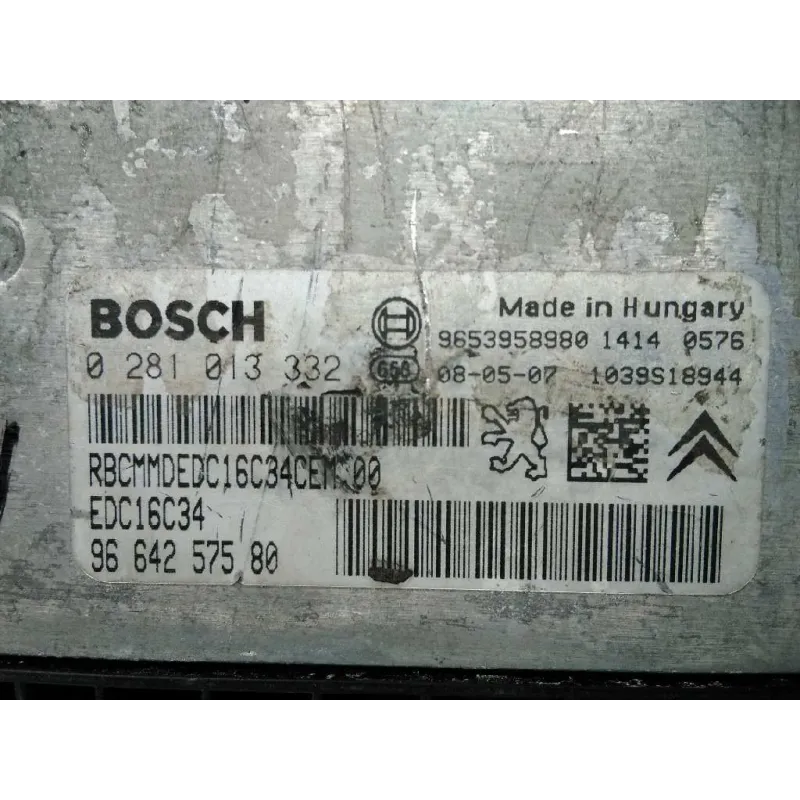 BOSCH
Made in Hungary
9653958980 1414 0576
0 281 013 332
08-05-07 1039S18944
RBCMMDEDC16C34CEM 00
EDC16C34
96 642 575 80